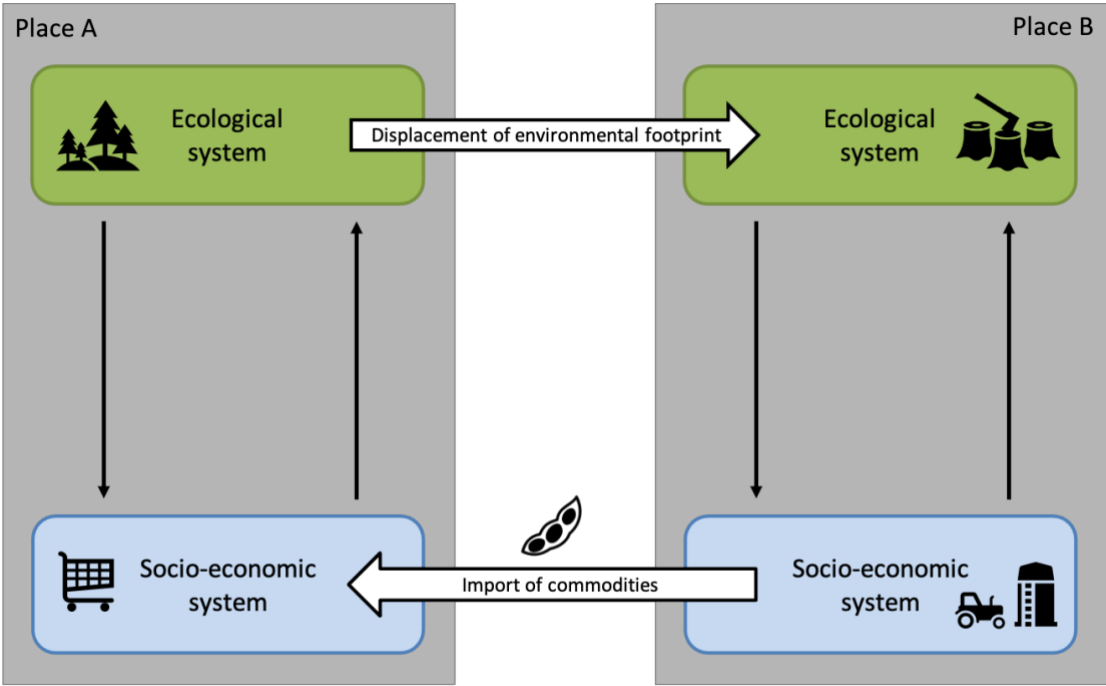 Place A
Place B
Ecological
system
Displacement of environmental footprint
Ecological
system
Socio-economic
system
Import of commodities
Socio-economic
system